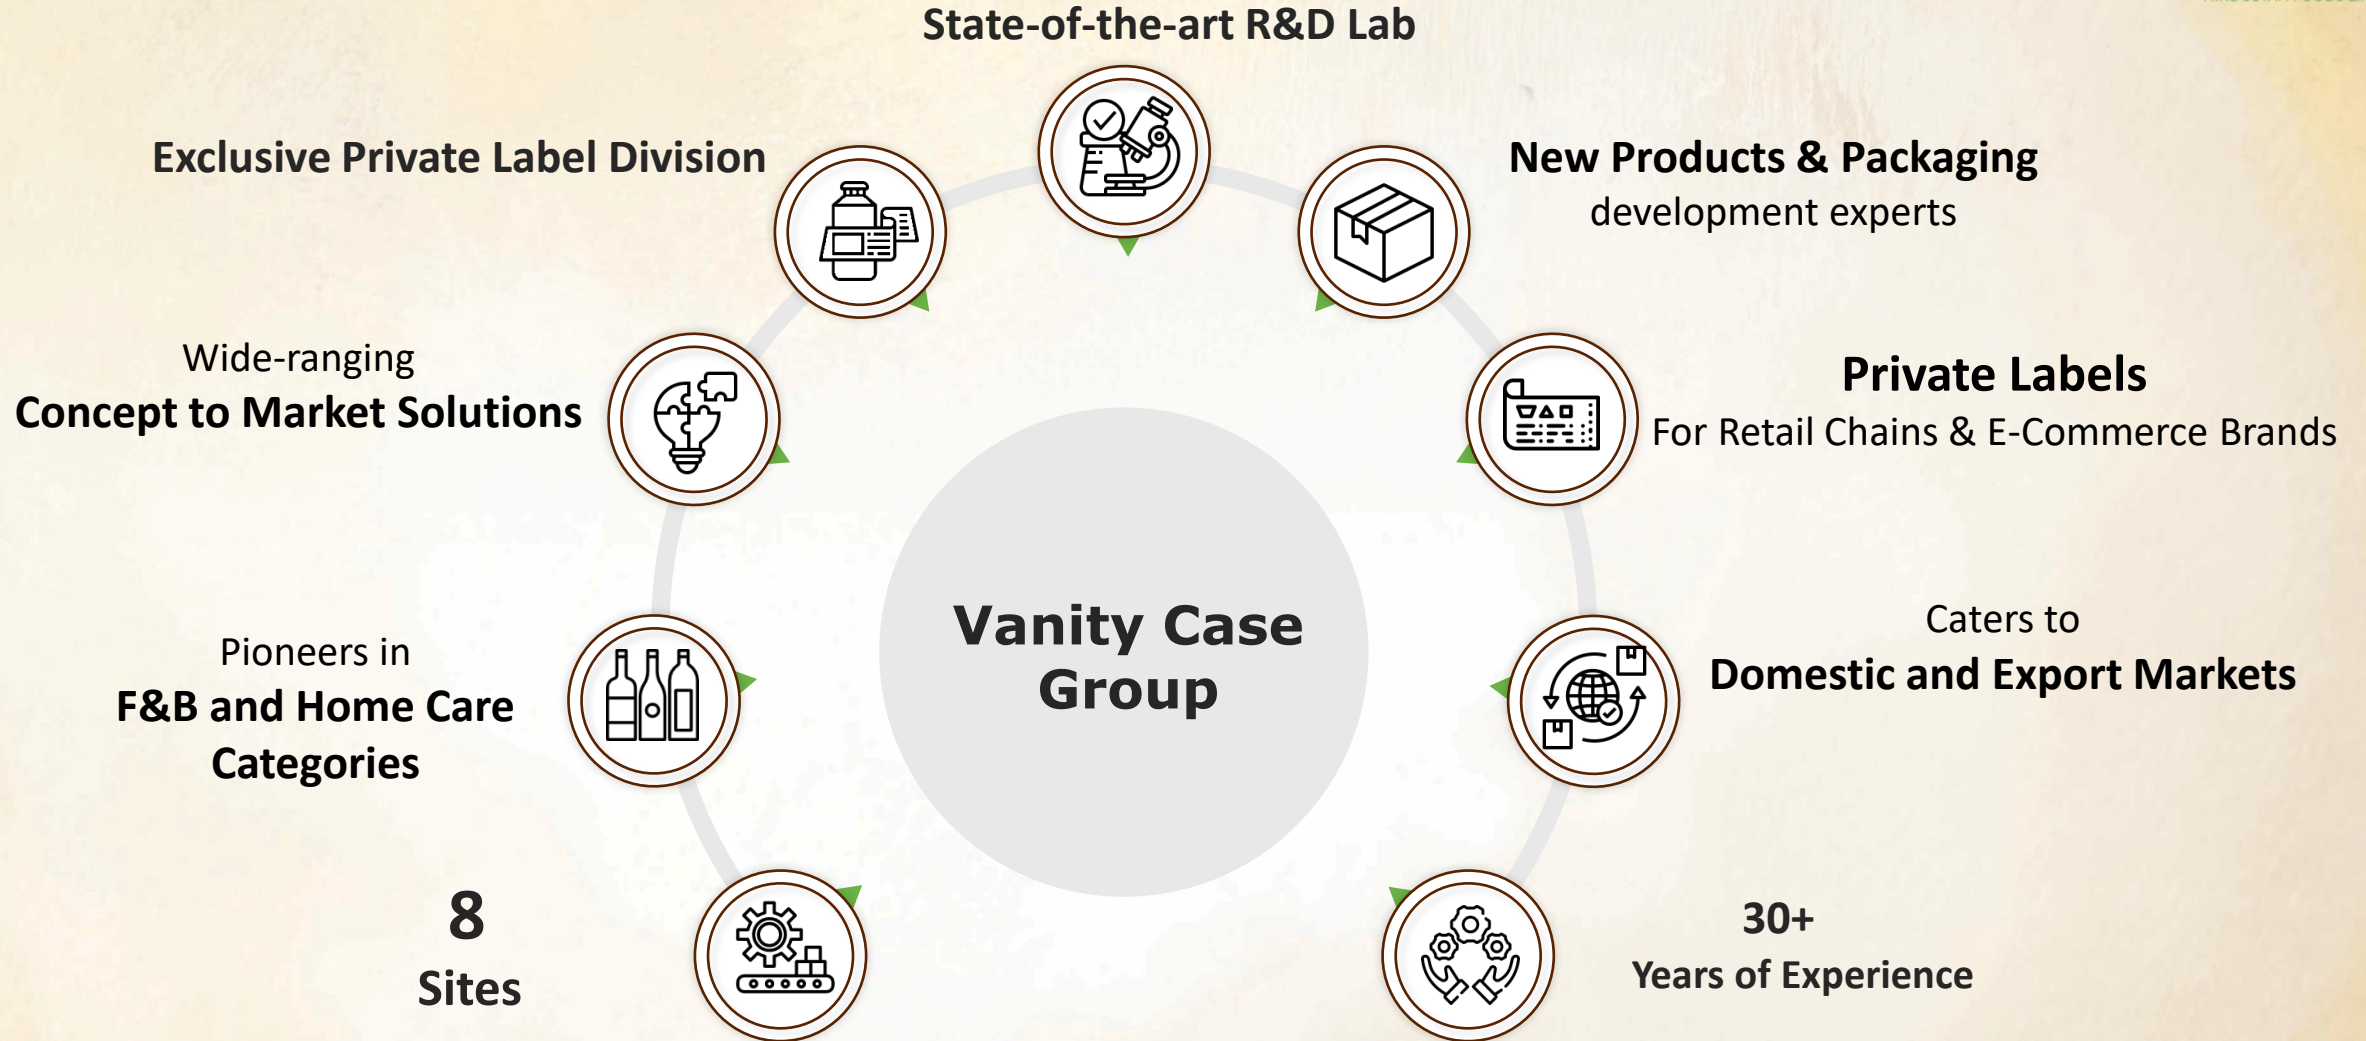 State-of-the-art R&D Lab
Exclusive Private Label Division
New Products & Packaging
development experts
Wide-ranging
Concept to Market Solutions
Private Labels
For Retail Chains & E-Commerce Brands
Vanity Case
Group
Pioneers in
F&B and Home Care
Categories
Caters to
Domestic and Export Markets
8
Sites
30+
Years of Experience